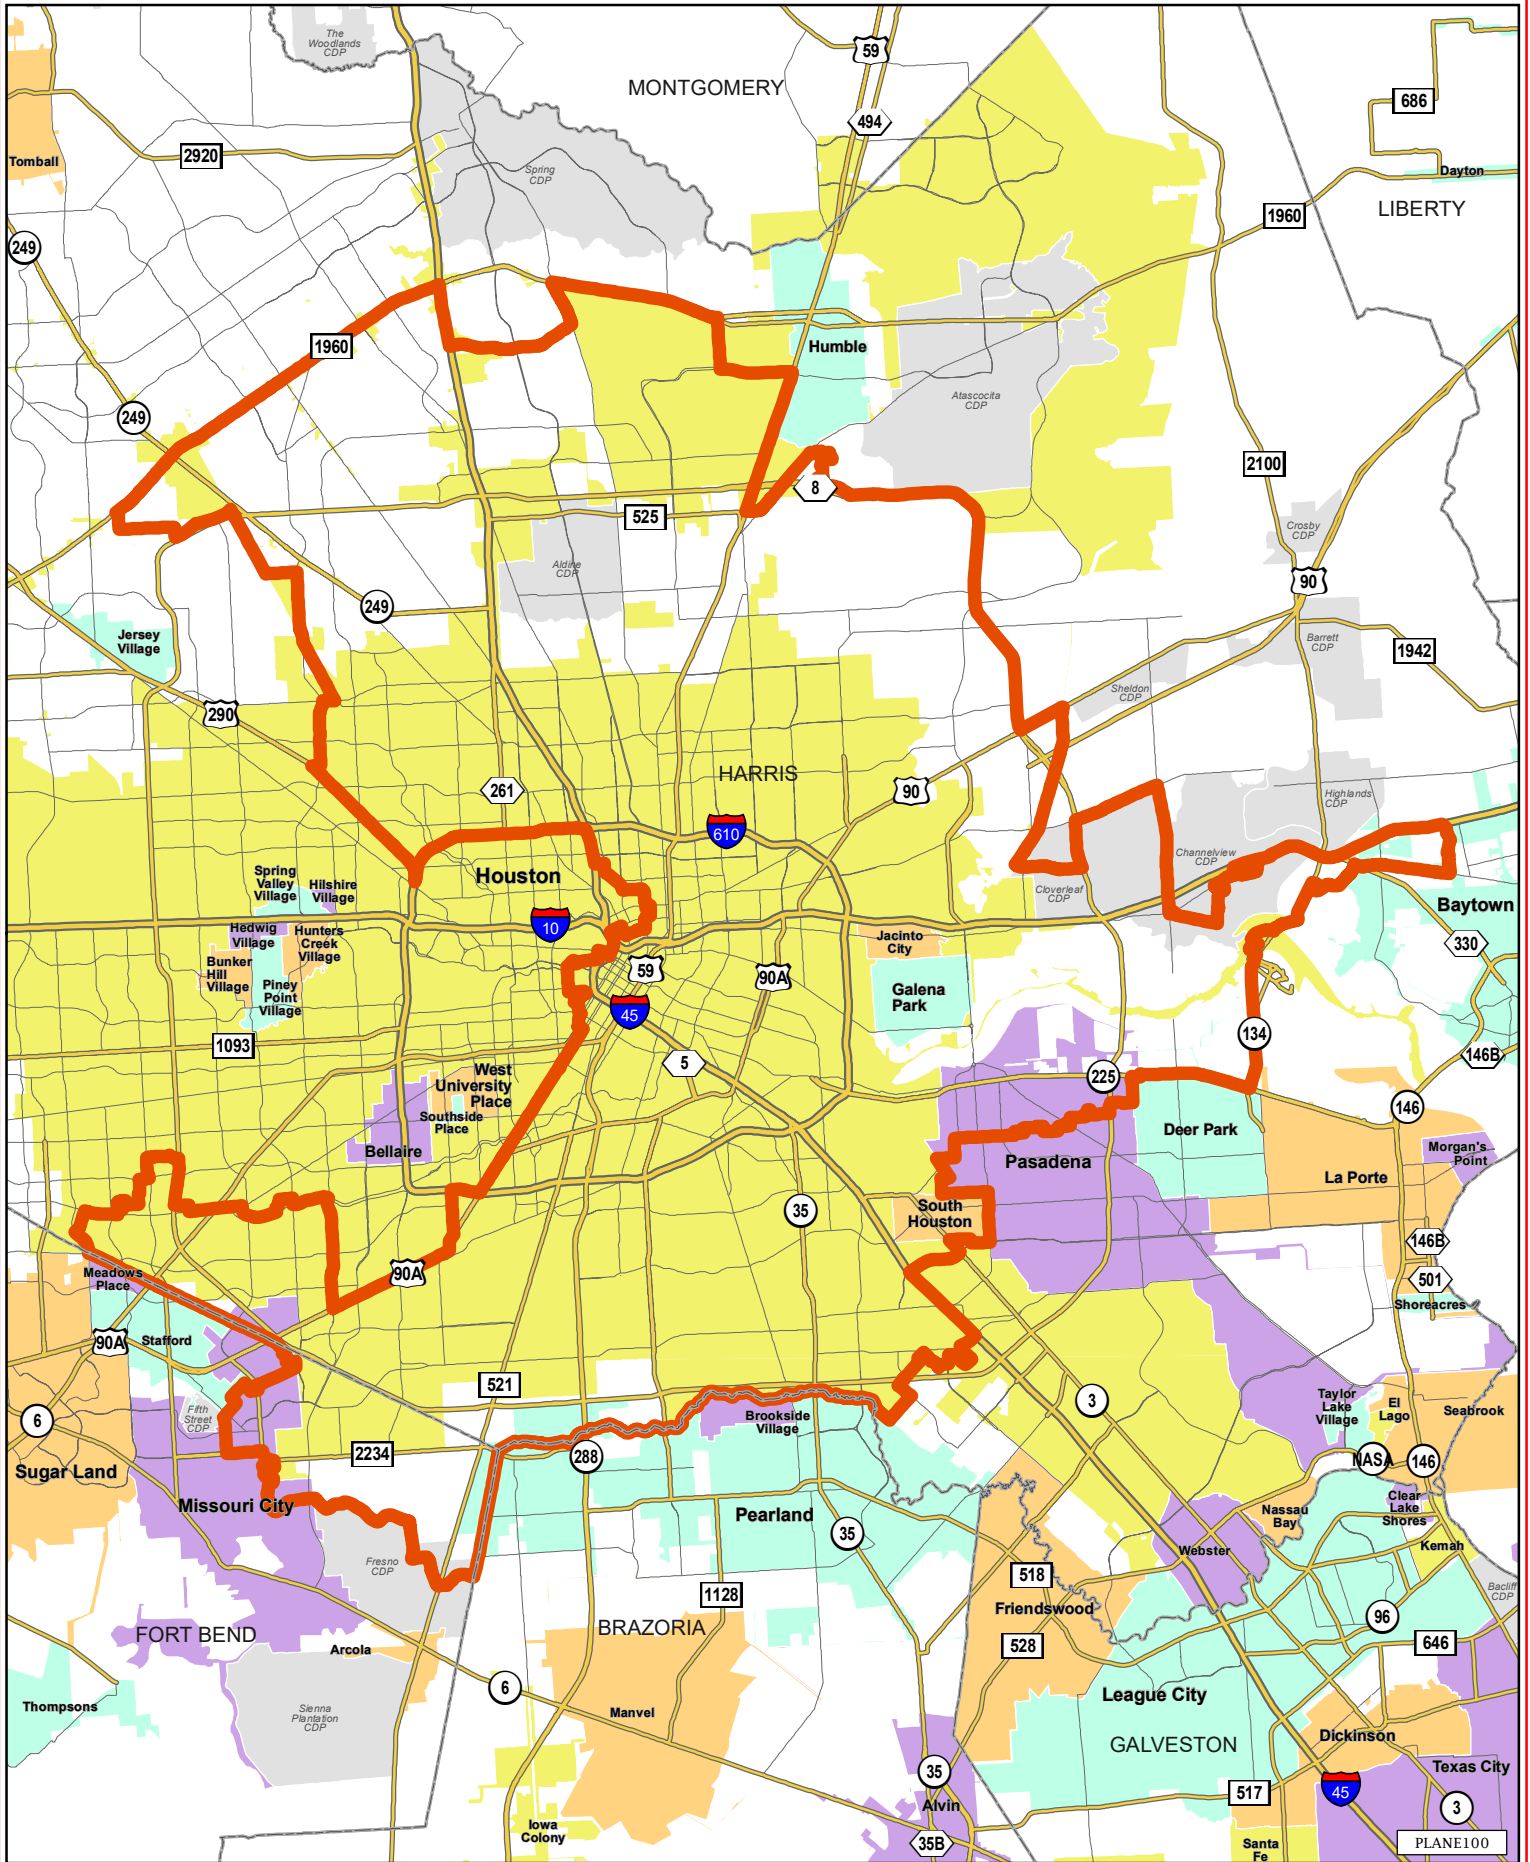 The
Woodlands
CDP
59
MONTGOMERY
686
494
2920
Tomball
Spring
CDP
Dayton
LIBERTY
1960
249
1960
Humble
Atascocita
CDP
249
2100
8
525
Crosby
CDP
Aldine
CDP
90
249
Jersey
Village
Barrett
CDP
1942
Sheldon
CDP
290
HARRIS
261
90
Highlands
CDP
610
Channelview
CDP
Houston
Spring
Valley
Village
Hilshire
Village
Cloverleaf
CDP
Baytown
10
Hedwig
Village
Hunters
Creek
Village
Jacinto
City
330
Bunker
Hill
Village
59
90A
Piney
Point
Village
Galena
Park
45
134
1093
146B
5
West
University
Place
225
146
Southside
Place
Deer Park
Bellaire
Pasadena
Morgan's
Point
La Porte
35
South
Houston
146B
90A
Meadows
Place
501
Shoreacres
90A
Stafford
521
Taylor
Lake
Village
El
Lago
3
Fifth
Street
CDP
Seabrook
6
Brookside
Village
2234
288
NASA
146
Sugar Land
Missouri City
Clear
Lake
Shores
Pearland
Nassau
Bay
35
Kemah
Webster
Fresno
CDP
518
Bacliff
CDP
1128
Friendswood
96
BRAZORIA
FORT BEND
528
646
Arcola
6
League City
Thompsons
Sienna
Plantation
CDP
Manvel
Dickinson
GALVESTON
Texas City
35
45
517
Alvin
3
Iowa
Colony
35B
Santa
Fe
PLANE100